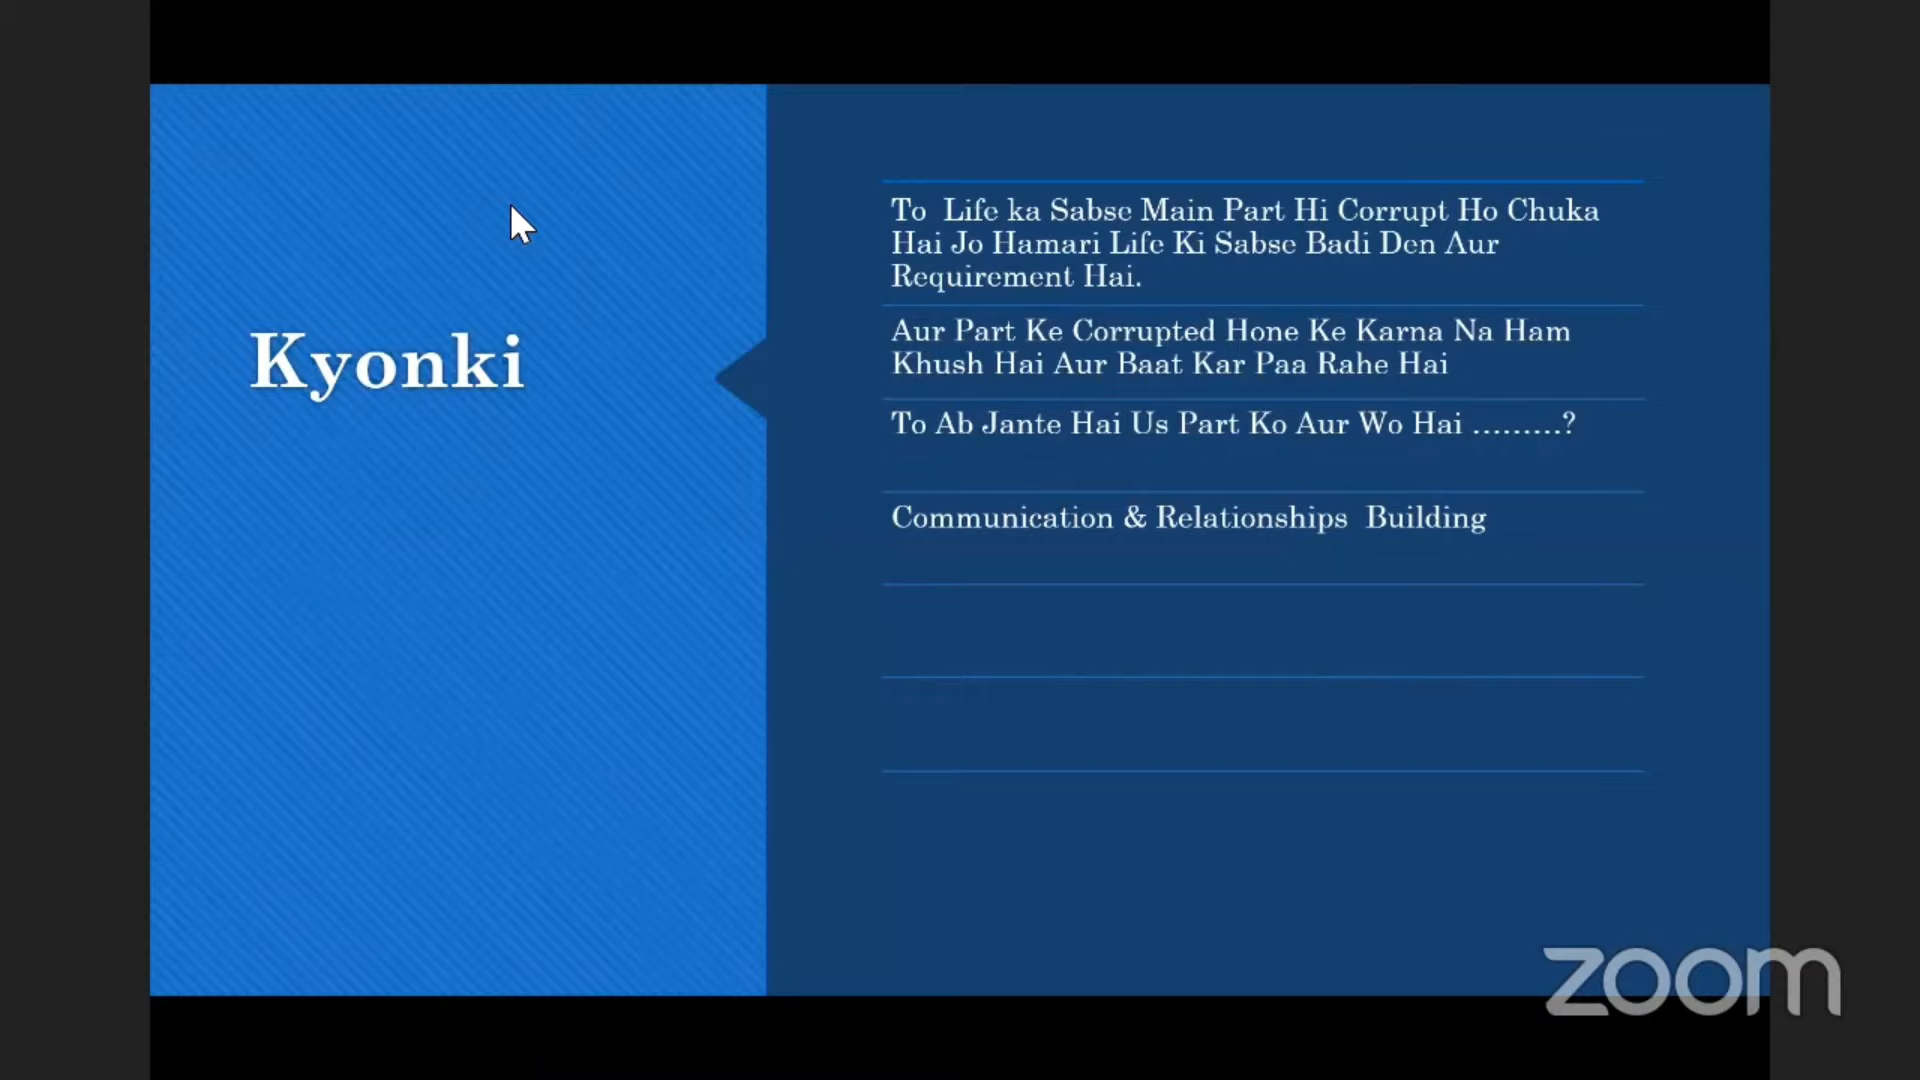 Kyonki
To Life ka Sabse Main Part Hi Corrupt Ho Chuka
Hai Jo Hamari Life Ki Sabse Badi Den Aur
Requirement Hai.
Aur Part Ke Corrupted Hone Ke Karna Na Ham
Khush Hai Aur Baat Kar Paa Rahe Hai
To Ab Jante Hai Us Part Ko Aur Wo Hai .........?
Communication & Relationships Building
zoom